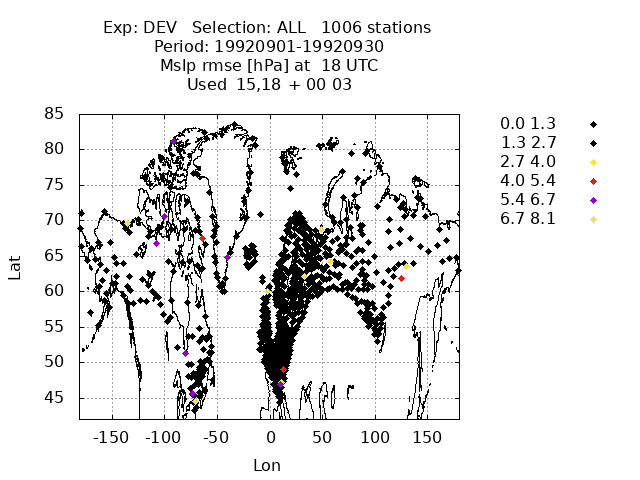 Exp: DEV   Selection: ALL   1006 stations
Period: 19920901-19920930
Mslp rmse [hPa] at  18 UTC
Used  15,18  + 00 03
85
80
75
70
65
60
55
50
45
Lat
-150 -100 -50 0 50 100 150
Lon
0.0 1.3
1.3 2.7
2.7 4.0
4.0 5.4
5.4 6.7
6.7 8.1